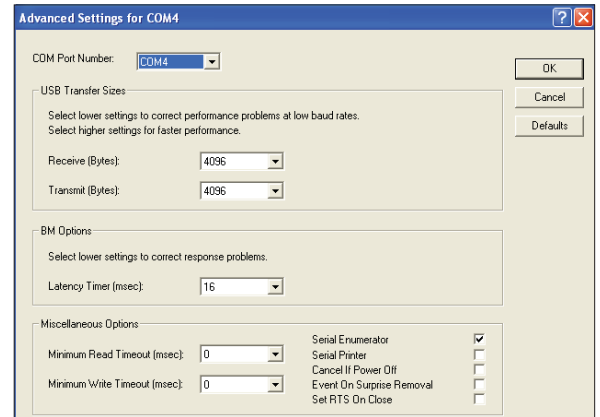 Advanced Settings for COM4
COM Port Number: COM4
OK
USB Transfer Sizes
Cancel
Select lower settings to correct performance problems at low baud rates.
Defaults
Select higher settings for faster performance.
Receive (Bytes): 4096
Transmit (Bytes): 4096
BM Options
Select lower settings to correct response problems.
Latency Timer (msec): 16
Miscellaneous Options
Serial Enumerator
Minimum Read Timeout (msec): 0
Serial Printer
Cancel If Power Off
Minimum Write Timeout (msec): 0
Event On Surprise Removal
Set RTS On Close